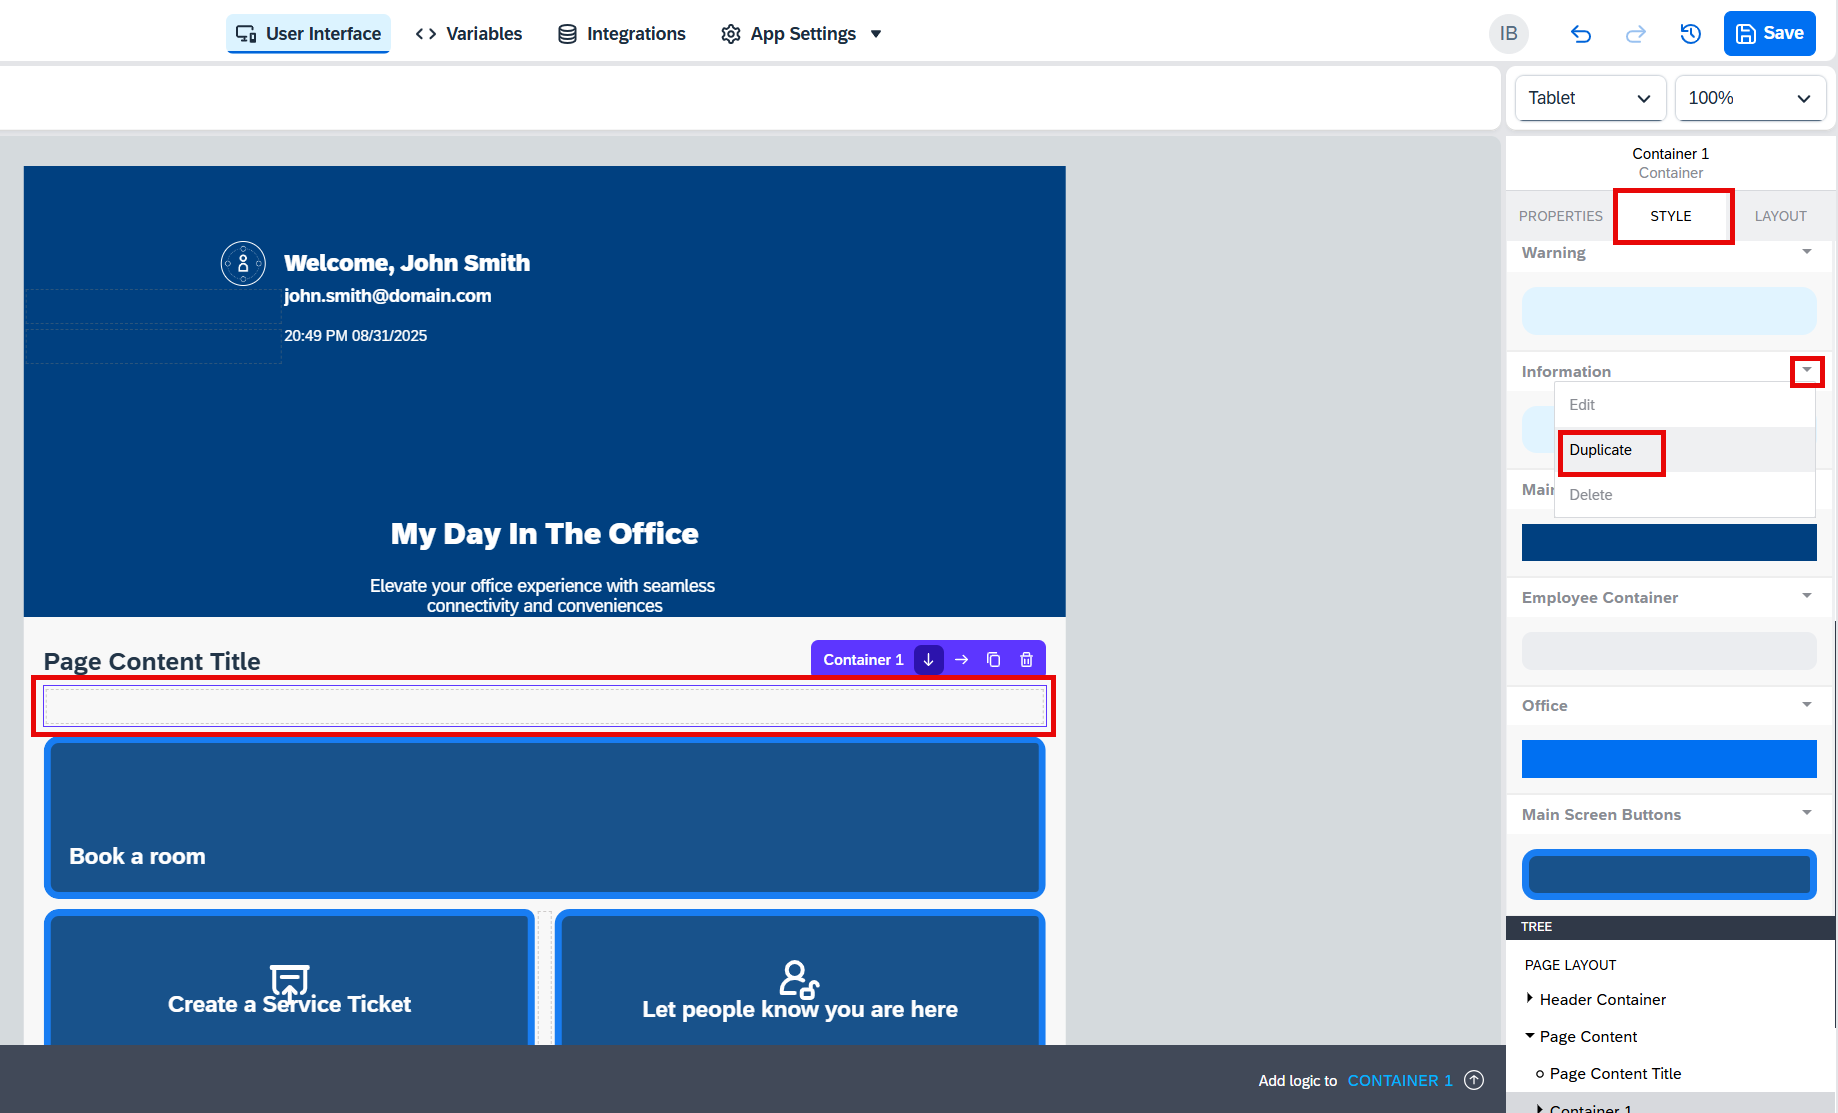 User Interface
Variables
Integrations
App Settings
IB
Save
Tablet
100%
Container 1
Container
PROPERTIES
STYLE
LAYOUT
Warning
Information
Edit
Duplicate
Delete
Mai
Employee Container
Office
Main Screen Buttons
TREE
PAGE LAYOUT
Header Container
Page Content
Page Content Title
Container 1
Welcome, John Smith
john.smith@domain.com
20:49 PM 08/31/2025
My Day In The Office
Elevate your office experience with seamless
connectivity and conveniences
Page Content Title
Container 1
Book a room
Create a Service Ticket
Let people know you are here
Add logic to CONTAINER 1